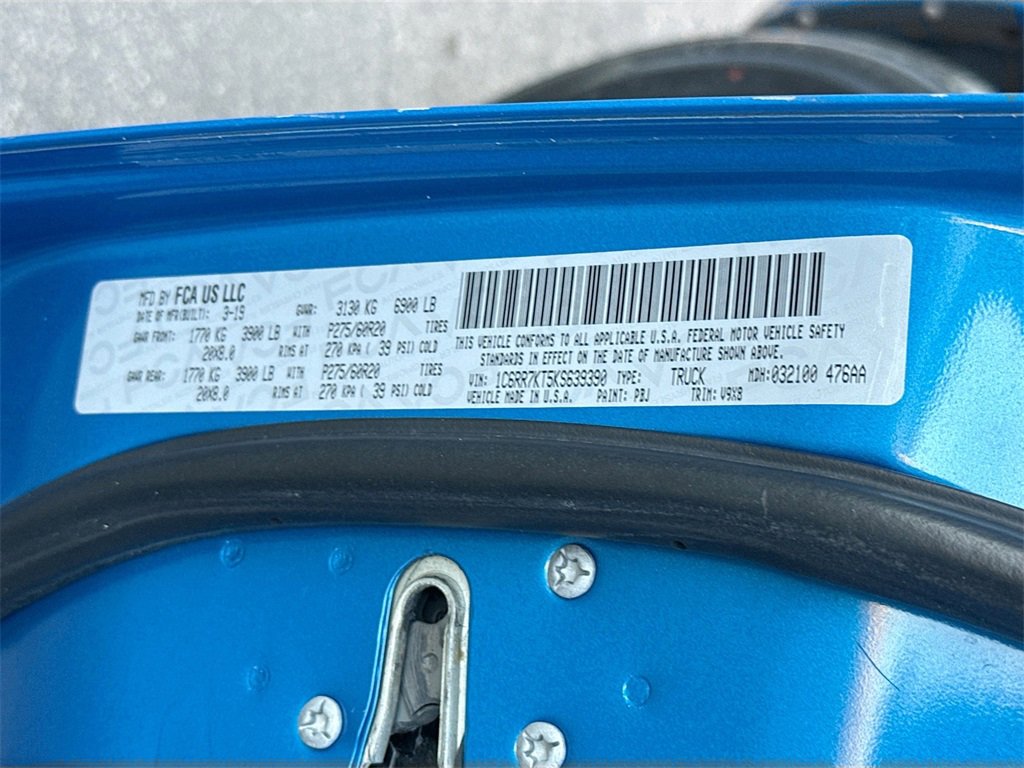 MFD BY FCA US LLC
DATE OF MFR(BUILT): 3-19 GVWR: 3130 KG 6900 LB
GAWR FRONT: 1770 KG 3900 LB WITH P275/60R20 TIRES
20X8.0 RIMS AT 270 KPA ( 39 PSI) COLD
GAWR REAR: 1770 KG 3900 LB WITH P275/60R20 TIRES
20X8.0 RIMS AT 270 KPA ( 39 PSI) COLD
THIS VEHICLE CONFORMS TO ALL APPLICABLE U.S.A. FEDERAL MOTOR VEHICLE SAFETY
STANDARDS IN EFFECT ON THE DATE OF MANUFACTURE SHOWN ABOVE.
VIN: 1C6RR7KT5KS639390 TYPE: TRUCK MDH:032100 476AA
VEHICLE MADE IN U.S.A. PAINT: PBJ TRIM: V9X8